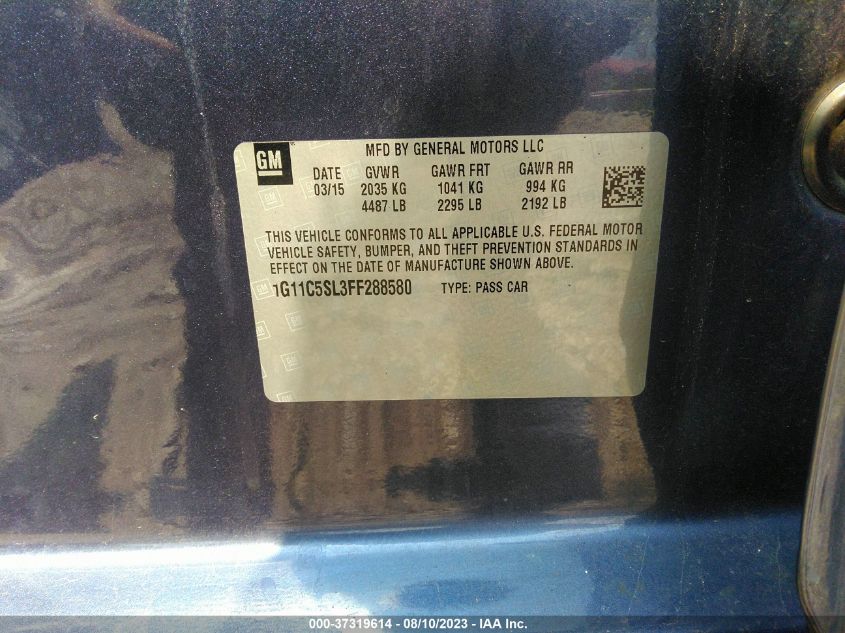 GM
MFD BY GENERAL MOTORS LLC
DATE GVWR GAWR FRT GAWR RR
03/15 2035 KG 1041 KG 994 KG
4487 LB 2295 LB 2192 LB
THIS VEHICLE CONFORMS TO ALL APPLICABLE U.S. FEDERAL MOTOR
VEHICLE SAFETY, BUMPER, AND THEFT PREVENTION STANDARDS IN
EFFECT ON THE DATE OF MANUFACTURE SHOWN ABOVE.
1G11C5SL3FF288580 TYPE: PASS CAR
000-37319614 - 08/10/2023 - IAA Inc.